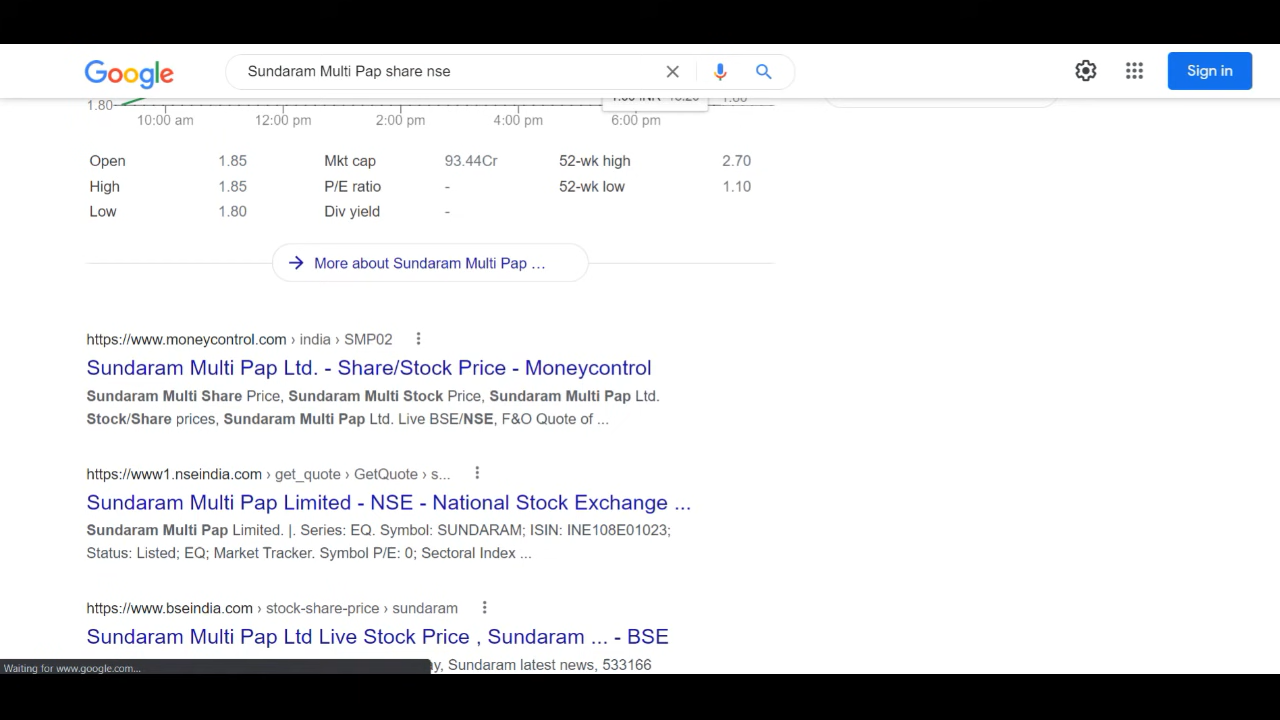 Google
Sundaram Multi Pap share nse
Sign in
1.80
10:00 am 12:00 pm 2:00 pm 4:00 pm 6:00 pm
Open 1.85 Mkt cap 93.44Cr 52-wk high 2.70
High 1.85 P/E ratio - 52-wk low 1.10
Low 1.80 Div yield -
More about Sundaram Multi Pap …
https://www.moneycontrol.com › india › SMP02
Sundaram Multi Pap Ltd. - Share/Stock Price - Moneycontrol
Sundaram Multi Share Price, Sundaram Multi Stock Price, Sundaram Multi Pap Ltd.
Stock/Share prices, Sundaram Multi Pap Ltd. Live BSE/NSE, F&O Quote of ...
https://www1.nseindia.com › get_quote › GetQuote › s...
Sundaram Multi Pap Limited - NSE - National Stock Exchange ...
Sundaram Multi Pap Limited. |. Series: EQ. Symbol: SUNDARAM; ISIN: INE108E01023;
Status: Listed; EQ; Market Tracker. Symbol P/E: 0; Sectoral Index ...
https://www.bseindia.com › stock-share-price › sundaram
Sundaram Multi Pap Ltd Live Stock Price , Sundaram ... - BSE
Sundaram latest news, 533166
Waiting for www.google.com...